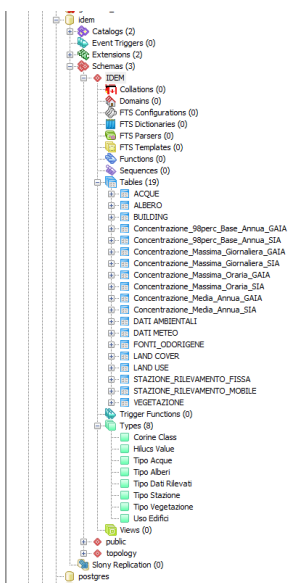 idem
Catalogs (2)
Event Triggers (0)
Extensions (2)
Schemas (3)
IDEM
Collations (0)
Domains (0)
FTS Configurations (0)
FTS Dictionaries (0)
FTS Parsers (0)
FTS Templates (0)
Functions (0)
Sequences (0)
Tables (19)
ACQUE
ALBERO
BUILDING
Concentrazione_98perc_Base_Annua_GAIA
Concentrazione_98perc_Base_Annua_SIA
Concentrazione_Massima_Giornaliera_GAIA
Concentrazione_Massima_Giornaliera_SIA
Concentrazione_Massima_Oraria_GAIA
Concentrazione_Massima_Oraria_SIA
Concentrazione_Media_Annua_GAIA
Concentrazione_Media_Annua_SIA
DATI AMBIENTALI
DATI METEO
FONTI_ODORIGENE
LAND COVER
LAND USE
STAZIONE_RILEVAMENTO_FISSA
STAZIONE_RILEVAMENTO_MOBILE
VEGETAZIONE
Trigger Functions (0)
Types (8)
Corine Class
Hilucs Value
Tipo Acque
Tipo Alberi
Tipo Dati Rilevati
Tipo Stazione
Tipo Vegetazione
Uso Edifici
Views (0)
public
topology
Slony Replication (0)
postgres